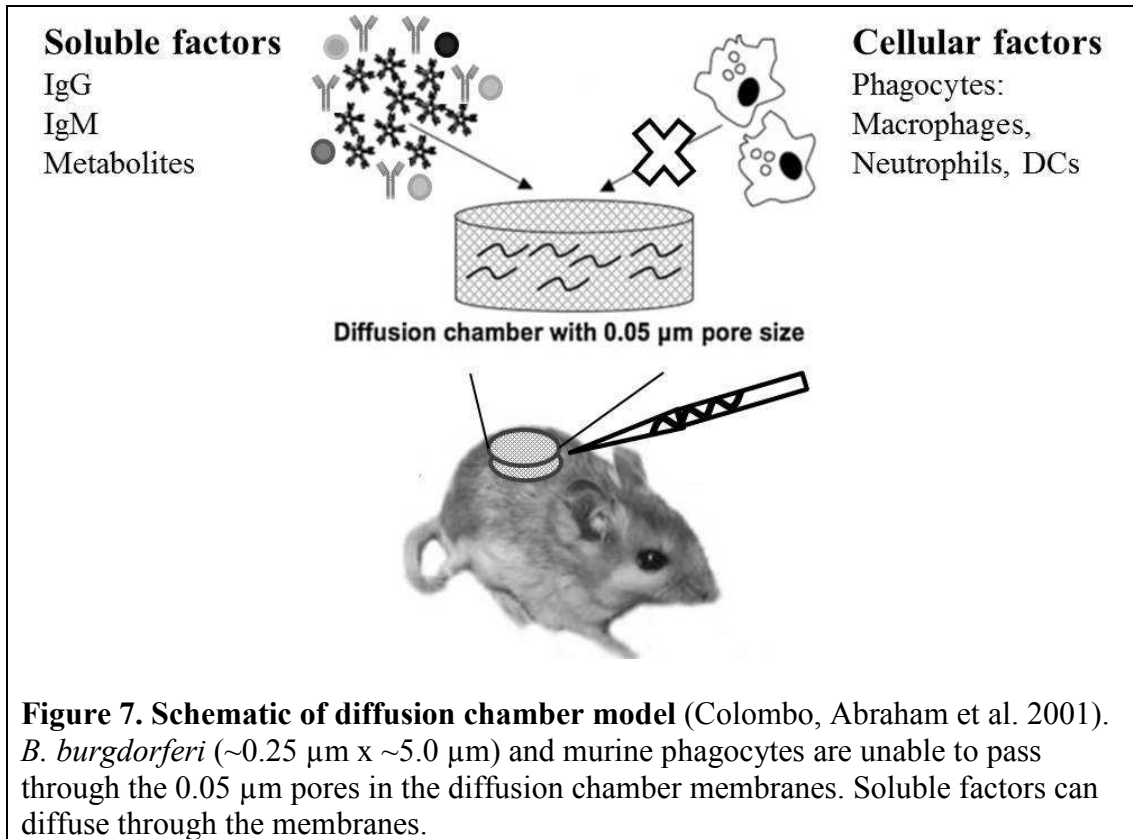 Soluble factors
IgG
IgM
Metabolites
Cellular factors
Phagocytes:
Macrophages,
Neutrophils, DCs
Diffusion chamber with 0.05 µm pore size
Figure 7. Schematic of diffusion chamber model (Colombo, Abraham et al. 2001).
B. burgdorferi (~0.25 µm x ~5.0 µm) and murine phagocytes are unable to pass
through the 0.05 µm pores in the diffusion chamber membranes. Soluble factors can
diffuse through the membranes.